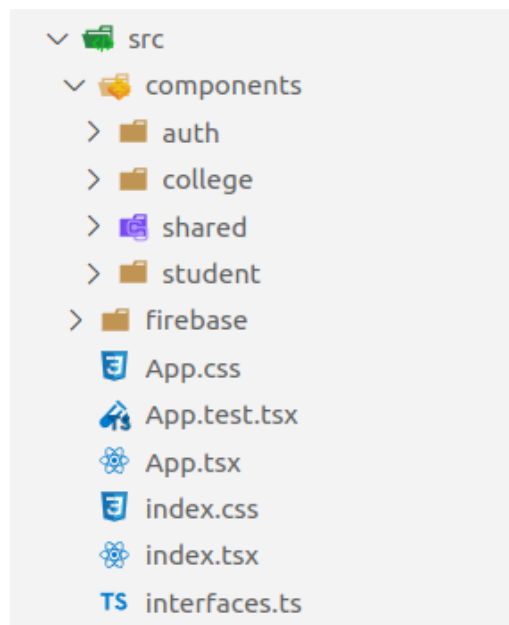 src
components
auth
college
shared
student
firebase
App.css
App.test.tsx
App.tsx
index.css
index.tsx
TS interfaces.ts